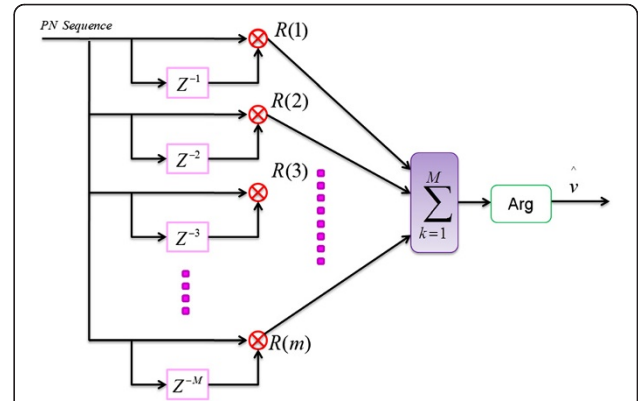 PN Sequence
R(1)
Z⁻¹
R(2)
Z⁻²
R(3)
Z⁻³
M
∑
k=1
Arg
v̂
R(m)
Z⁻ᴹ